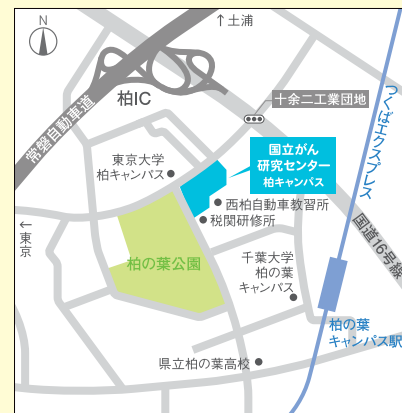 N
↑土浦
柏IC
常磐自動車道
十余二工業団地
つくばエクスプレス
国立がん
研究センター
柏キャンパス
東京大学
柏キャンパス
西柏自動車教習所
税関研修所
国道16号線
←東京
柏の葉公園
千葉大学
柏の葉
キャンパス
柏の葉
キャンパス駅
県立柏の葉高校